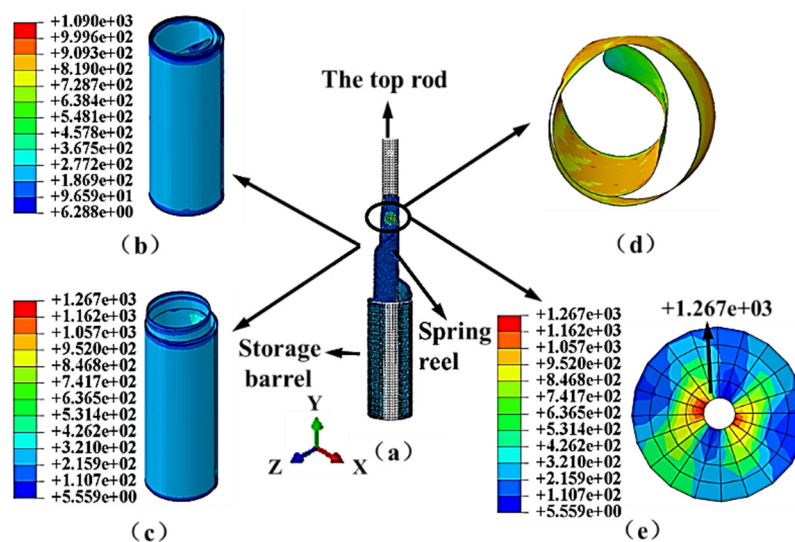 +1.090e+03
+9.996e+02
+9.093e+02
+8.190e+02
+7.287e+02
+6.384e+02
+5.481e+02
+4.578e+02
+3.675e+02
+2.772e+02
+1.869e+02
+9.659e+01
+6.288e+00
(b)
The top rod
(d)
+1.267e+03
+1.162e+03
+1.057e+03
+9.520e+02
+8.468e+02
+7.417e+02
+6.365e+02
+5.314e+02
+4.262e+02
+3.210e+02
+2.159e+02
+1.107e+02
+5.559e+00
(c)
Storage
barrel
Spring
reel
Y
Z
X
(a)
+1.267e+03
+1.162e+03
+1.057e+03
+9.520e+02
+8.468e+02
+7.417e+02
+6.365e+02
+5.314e+02
+4.262e+02
+3.210e+02
+2.159e+02
+1.107e+02
+5.559e+00
+1.267e+03
(e)